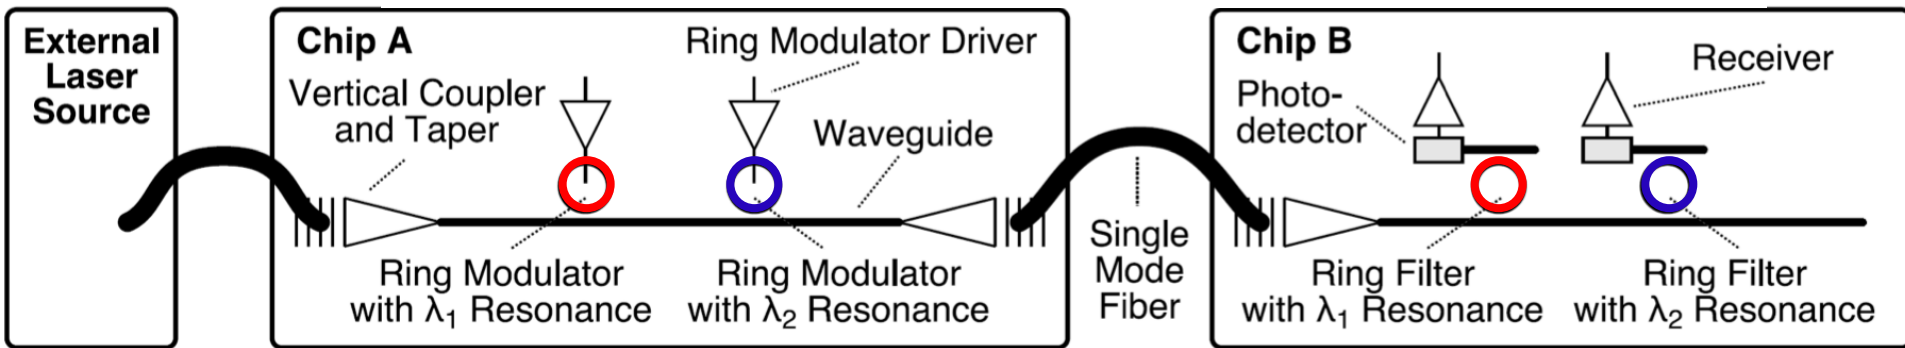 External
Laser
Source
Chip A
Ring Modulator Driver
Vertical Coupler
and Taper
Waveguide
Ring Modulator
with λ1 Resonance
Ring Modulator
with λ2 Resonance
Single
Mode
Fiber
Chip B
Photo-
detector
Receiver
Ring Filter
with λ1 Resonance
Ring Filter
with λ2 Resonance